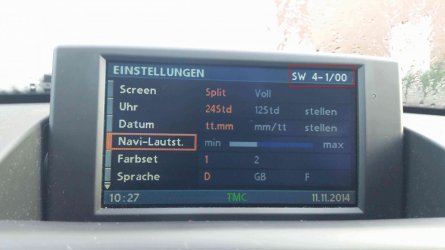 EINSTELLUNGEN SW 4-1/00
Screen Split Voll
Uhr 24Std 12Std stellen
Datum tt.mm mm/tt stellen
Navi-Lautst. min max
Farbset 1 2
Sprache D GB F
10:27 TMC 11.11.2014